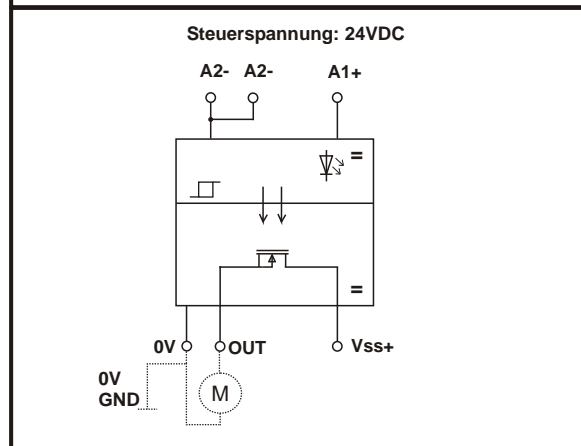 Steuerspannung: 24VDC
A2- A2- A1+
=
=
0V OUT Vss+
0V
GND
M